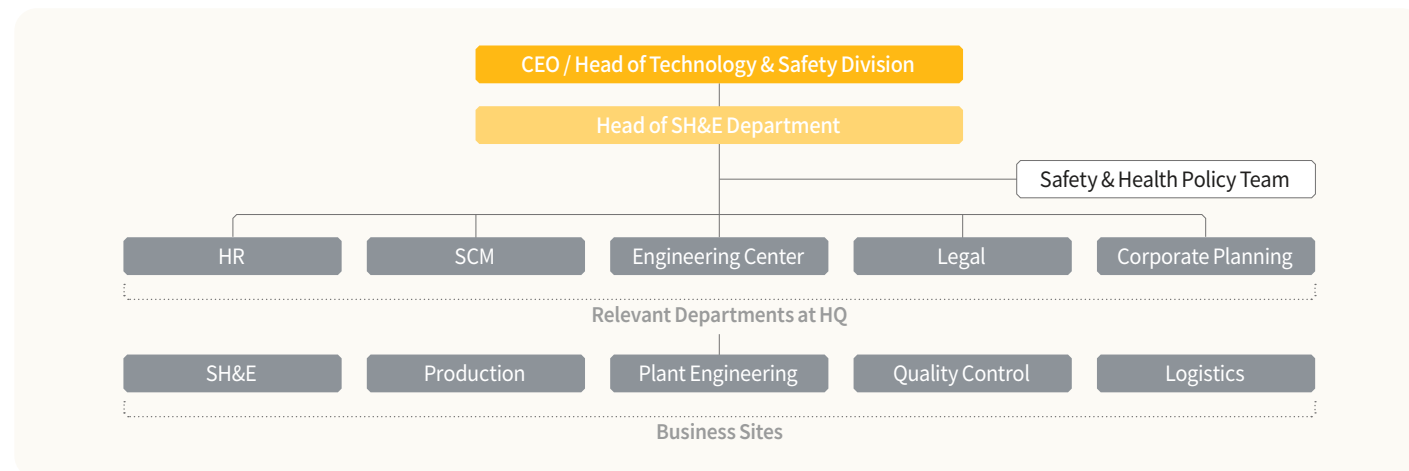 CEO / Head of Technology & Safety Division
Head of SH&E Department
Safety & Health Policy Team
HR
SCM
Engineering Center
Legal
Corporate Planning
Relevant Departments at HQ
SH&E
Production
Plant Engineering
Quality Control
Logistics
Business Sites